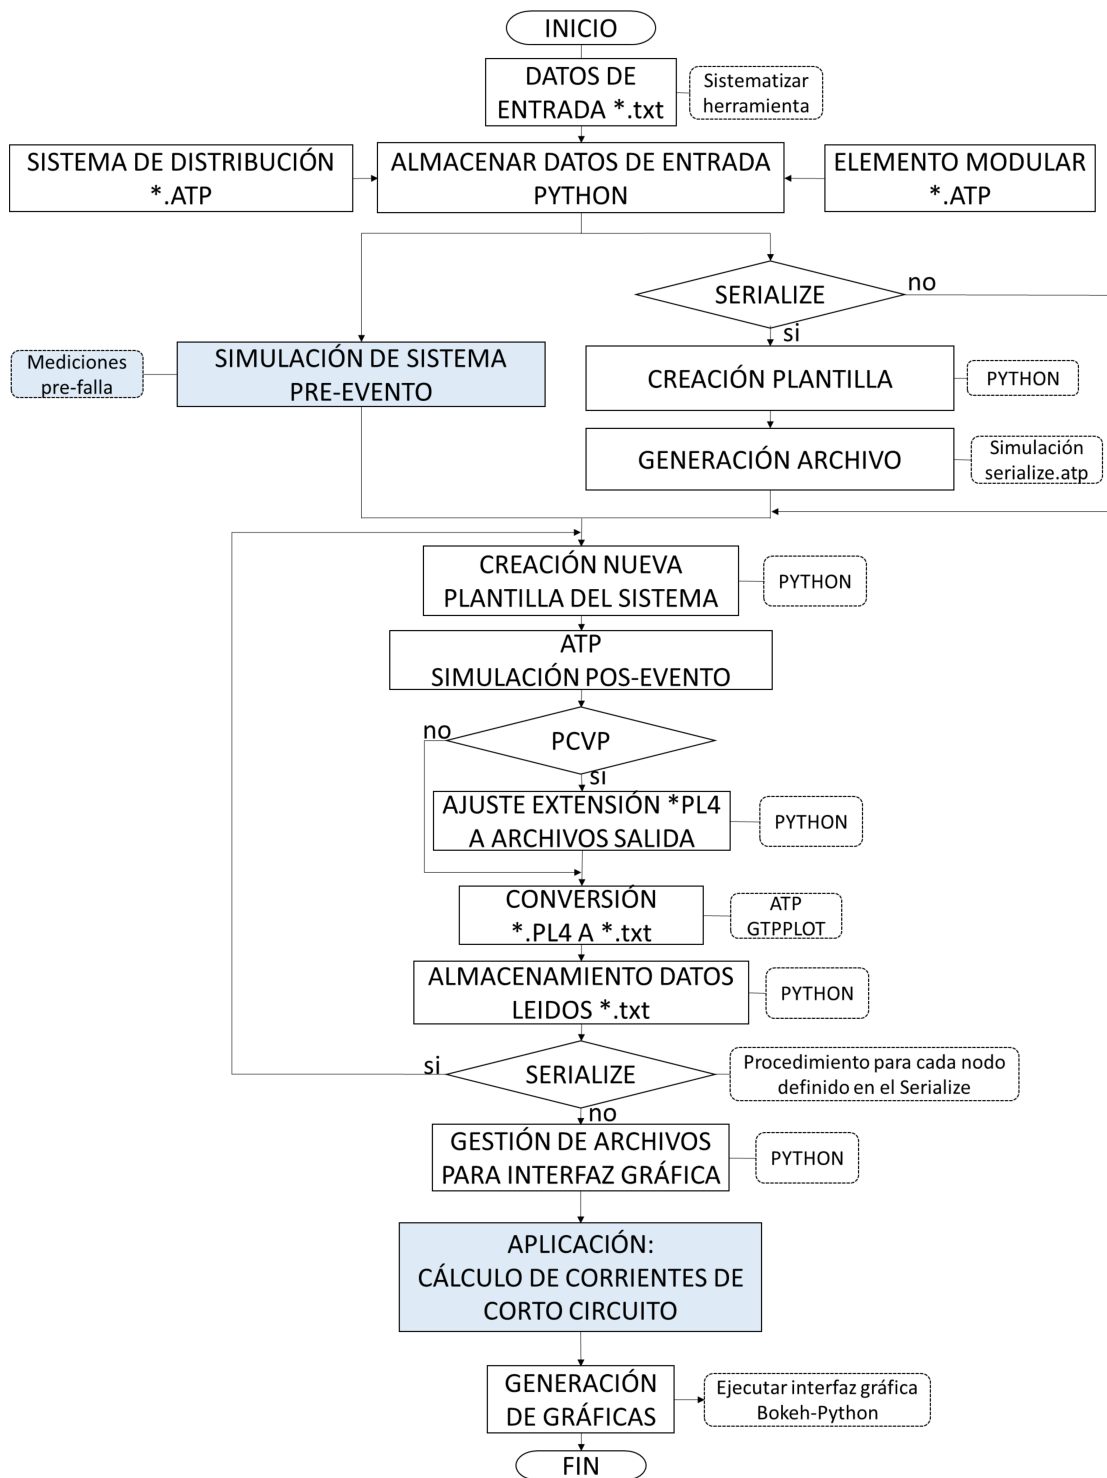 INICIO
DATOS DE
ENTRADA *.txt
Sistematizar
herramienta
SISTEMA DE DISTRIBUCIÓN
*.ATP
ALMACENAR DATOS DE ENTRADA
PYTHON
ELEMENTO MODULAR
*.ATP
SERIALIZE
no
si
Mediciones
pre-falla
SIMULACIÓN DE SISTEMA
PRE-EVENTO
CREACIÓN PLANTILLA
PYTHON
GENERACIÓN ARCHIVO
Simulación
serialize.atp
CREACIÓN NUEVA
PLANTILLA DEL SISTEMA
PYTHON
ATP
SIMULACIÓN POS-EVENTO
no
PCVP
si
AJUSTE EXTENSIÓN *PL4
A ARCHIVOS SALIDA
PYTHON
CONVERSIÓN
*.PL4 A *.txt
ATP
GTPPLOT
ALMACENAMIENTO DATOS
LEIDOS *.txt
PYTHON
si
SERIALIZE
Procedimiento para cada nodo
definido en el Serialize
no
GESTIÓN DE ARCHIVOS
PARA INTERFAZ GRÁFICA
PYTHON
APLICACIÓN:
CÁLCULO DE CORRIENTES DE
CORTO CIRCUITO
GENERACIÓN
DE GRÁFICAS
Ejecutar interfaz gráfica
Bokeh-Python
FIN